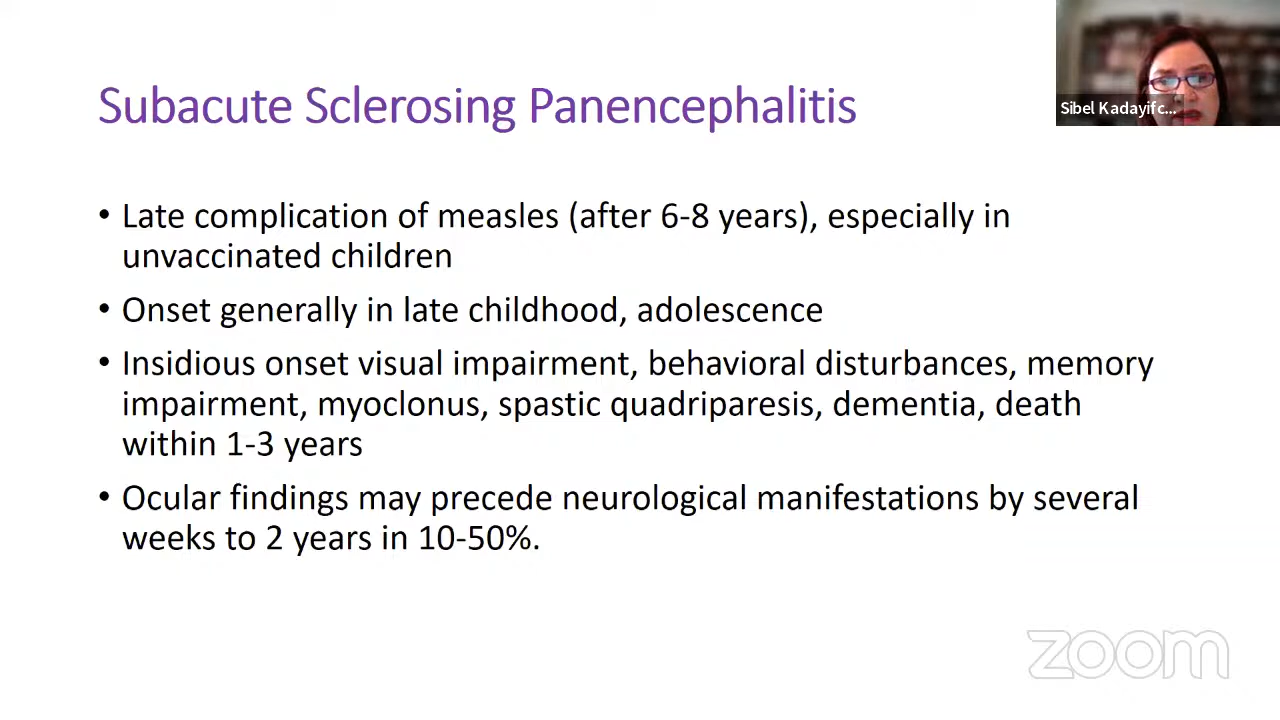 Subacute Sclerosing Panencephalitis
Sibel Kadayifc...
• Late complication of measles (after 6-8 years), especially in
unvaccinated children
• Onset generally in late childhood, adolescence
• Insidious onset visual impairment, behavioral disturbances, memory
impairment, myoclonus, spastic quadriparesis, dementia, death
within 1-3 years
• Ocular findings may precede neurological manifestations by several
weeks to 2 years in 10-50%.
zoom